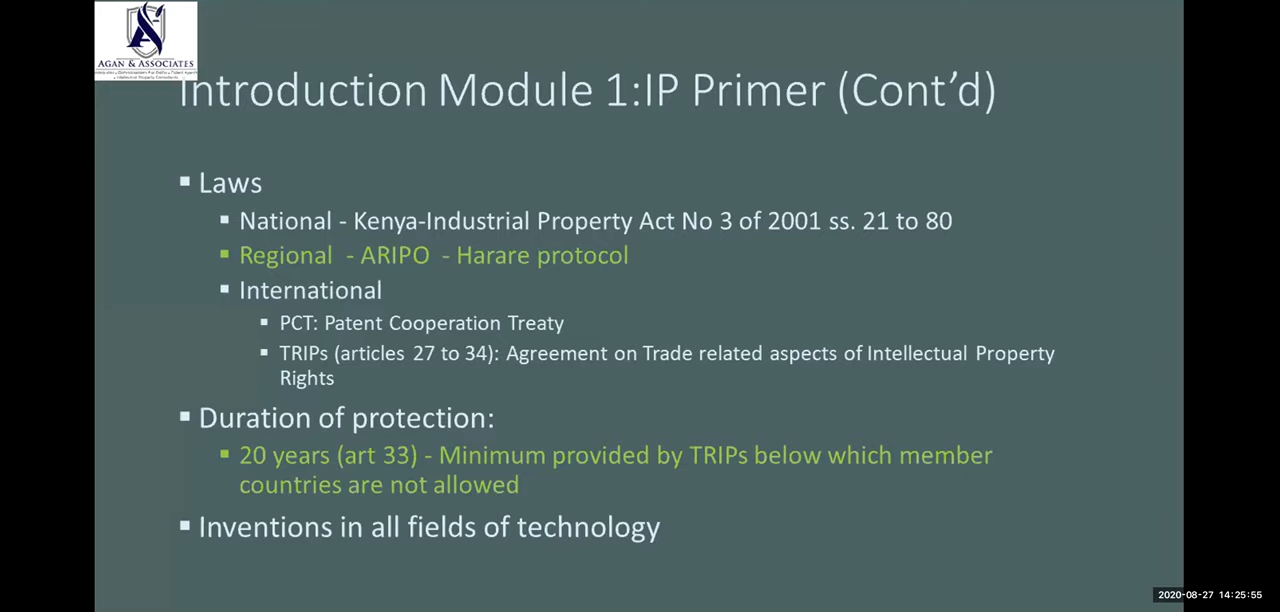 AGAN & ASSOCIATES
Introduction Module 1:IP Primer (Cont’d)
▪ Laws
▪ National - Kenya-Industrial Property Act No 3 of 2001 ss. 21 to 80
▪ Regional - ARIPO - Harare protocol
▪ International
▪ PCT: Patent Cooperation Treaty
▪ TRIPs (articles 27 to 34): Agreement on Trade related aspects of Intellectual Property
Rights
▪ Duration of protection:
▪ 20 years (art 33) - Minimum provided by TRIPs below which member
countries are not allowed
▪ Inventions in all fields of technology
2020-08-27 14:25:55